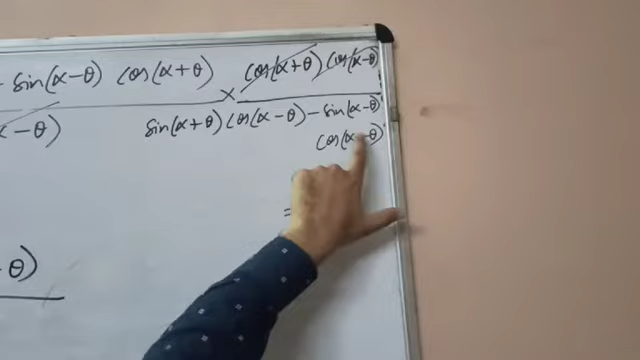 - sin(α-θ) cos(α+θ) × cos(α+θ) cos(α-θ)
α-θ) sin(α+θ) cos(α-θ) - sin(α-θ)
cos(α-θ)
=
θ)